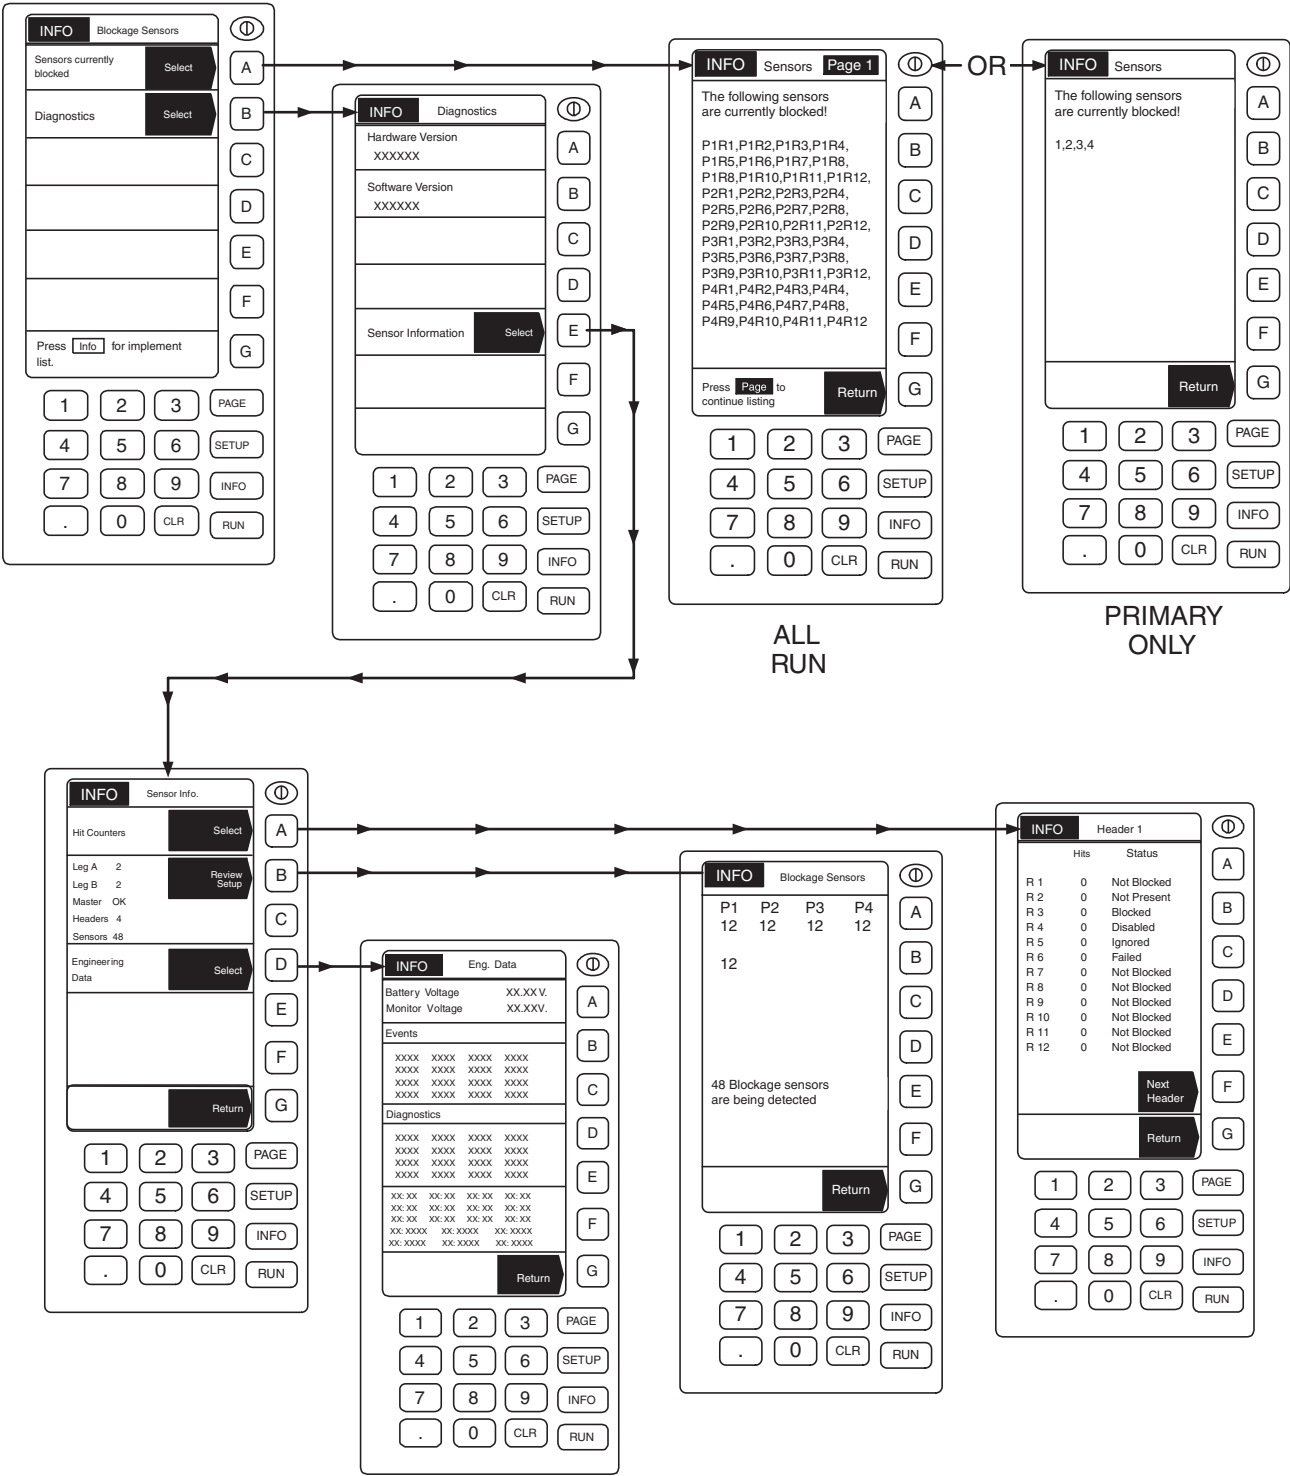 INFO Blockage Sensors
Sensors currently
blocked
Select
A
Diagnostics
Select
B
C
D
E
F
Press Info for implement
list.
G
1 2 3 PAGE
4 5 6 SETUP
7 8 9 INFO
. 0 CLR RUN
INFO Diagnostics
Hardware Version
XXXXXX
A
Software Version
XXXXXX
B
C
D
Sensor Information Select
E
F
G
1 2 3 PAGE
4 5 6 SETUP
7 8 9 INFO
. 0 CLR RUN
INFO Sensors Page 1
The following sensors
are currently blocked!
P1R1,P1R2,P1R3,P1R4,
P1R5,P1R6,P1R7,P1R8,
P1R8,P1R10,P1R11,P1R12,
P2R1,P2R2,P2R3,P2R4,
P2R5,P2R6,P2R7,P2R8,
P2R9,P2R10,P2R11,P2R12,
P3R1,P3R2,P3R3,P3R4,
P3R5,P3R6,P3R7,P3R8,
P3R9,P3R10,P3R11,P3R12,
P4R1,P4R2,P4R3,P4R4,
P4R5,P4R6,P4R7,P4R8,
P4R9,P4R10,P4R11,P4R12
Press Page to
continue listing
Return
A
B
C
D
E
F
G
1 2 3 PAGE
4 5 6 SETUP
7 8 9 INFO
. 0 CLR RUN
ALL
RUN
OR
INFO Sensors
The following sensors
are currently blocked!
1,2,3,4
Return
A
B
C
D
E
F
G
1 2 3 PAGE
4 5 6 SETUP
7 8 9 INFO
. 0 CLR RUN
PRIMARY
ONLY
INFO Sensor Info.
Hit Counters Select
A
Leg A 2
Leg B 2
Master OK
Headers 4
Sensors 48
Review
Setup
B
C
Engineering
Data
Select
D
E
F
Return
G
1 2 3 PAGE
4 5 6 SETUP
7 8 9 INFO
. 0 CLR RUN
INFO Eng. Data
Battery Voltage XX.XX V.
Monitor Voltage XX.XXV.
Events
XXXX XXXX XXXX XXXX
XXXX XXXX XXXX XXXX
XXXX XXXX XXXX XXXX
XXXX XXXX XXXX XXXX
Diagnostics
XXXX XXXX XXXX XXXX
XXXX XXXX XXXX XXXX
XXXX XXXX XXXX XXXX
XXXX XXXX XXXX XXXX
XX: XX XX: XX XX: XX XX: XX
XX: XX XX: XX XX: XX XX: XX
XX: XX XX: XX XX: XX XX: XX
XX: XXXX XX: XXXX XX: XXXX
XX: XXXX XX: XXXX XX: XXXX
Return
A
B
C
D
E
F
G
1 2 3 PAGE
4 5 6 SETUP
7 8 9 INFO
. 0 CLR RUN
INFO Blockage Sensors
P1 P2 P3 P4
12 12 12 12
12
48 Blockage sensors
are being detected
Return
A
B
C
D
E
F
G
1 2 3 PAGE
4 5 6 SETUP
7 8 9 INFO
. 0 CLR RUN
INFO Header 1
Hits Status
R 1 0 Not Blocked
R 2 0 Not Present
R 3 0 Blocked
R 4 0 Disabled
R 5 0 Ignored
R 6 0 Failed
R 7 0 Not Blocked
R 8 0 Not Blocked
R 9 0 Not Blocked
R 10 0 Not Blocked
R 11 0 Not Blocked
R 12 0 Not Blocked
Next
Header
Return
A
B
C
D
E
F
G
1 2 3 PAGE
4 5 6 SETUP
7 8 9 INFO
. 0 CLR RUN